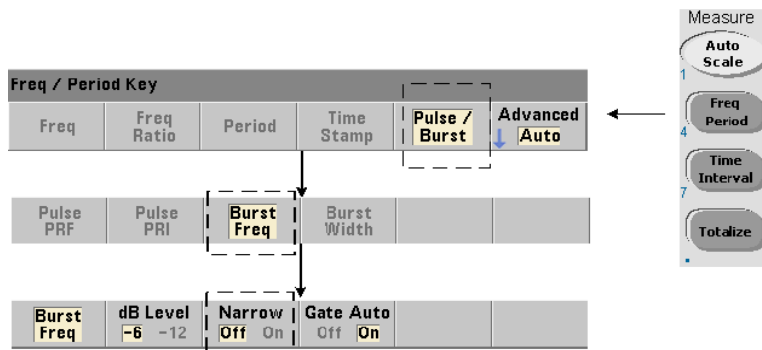 Measure
Auto
Scale
1
Freq
Period
4
Time
Interval
7
Totalize
.
Freq / Period Key
Freq
Freq
Ratio
Period
Time
Stamp
Pulse /
Burst
Advanced
Auto
Pulse
PRF
Pulse
PRI
Burst
Freq
Burst
Width
Burst
Freq
dB Level
-6 -12
Narrow
Off On
Gate Auto
Off On